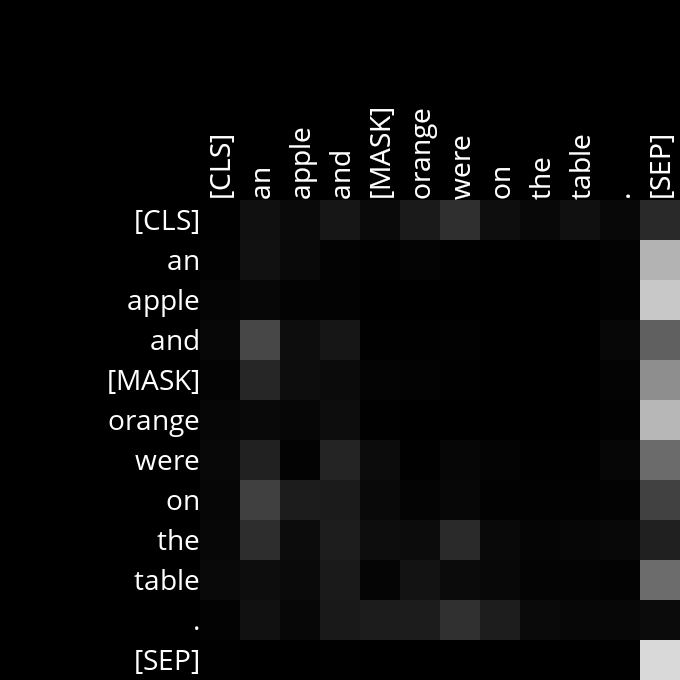 [CLS] an apple and [MASK] orange were on the table . [SEP]
[CLS]
an
apple
and
[MASK]
orange
were
on
the
table
.
[SEP]